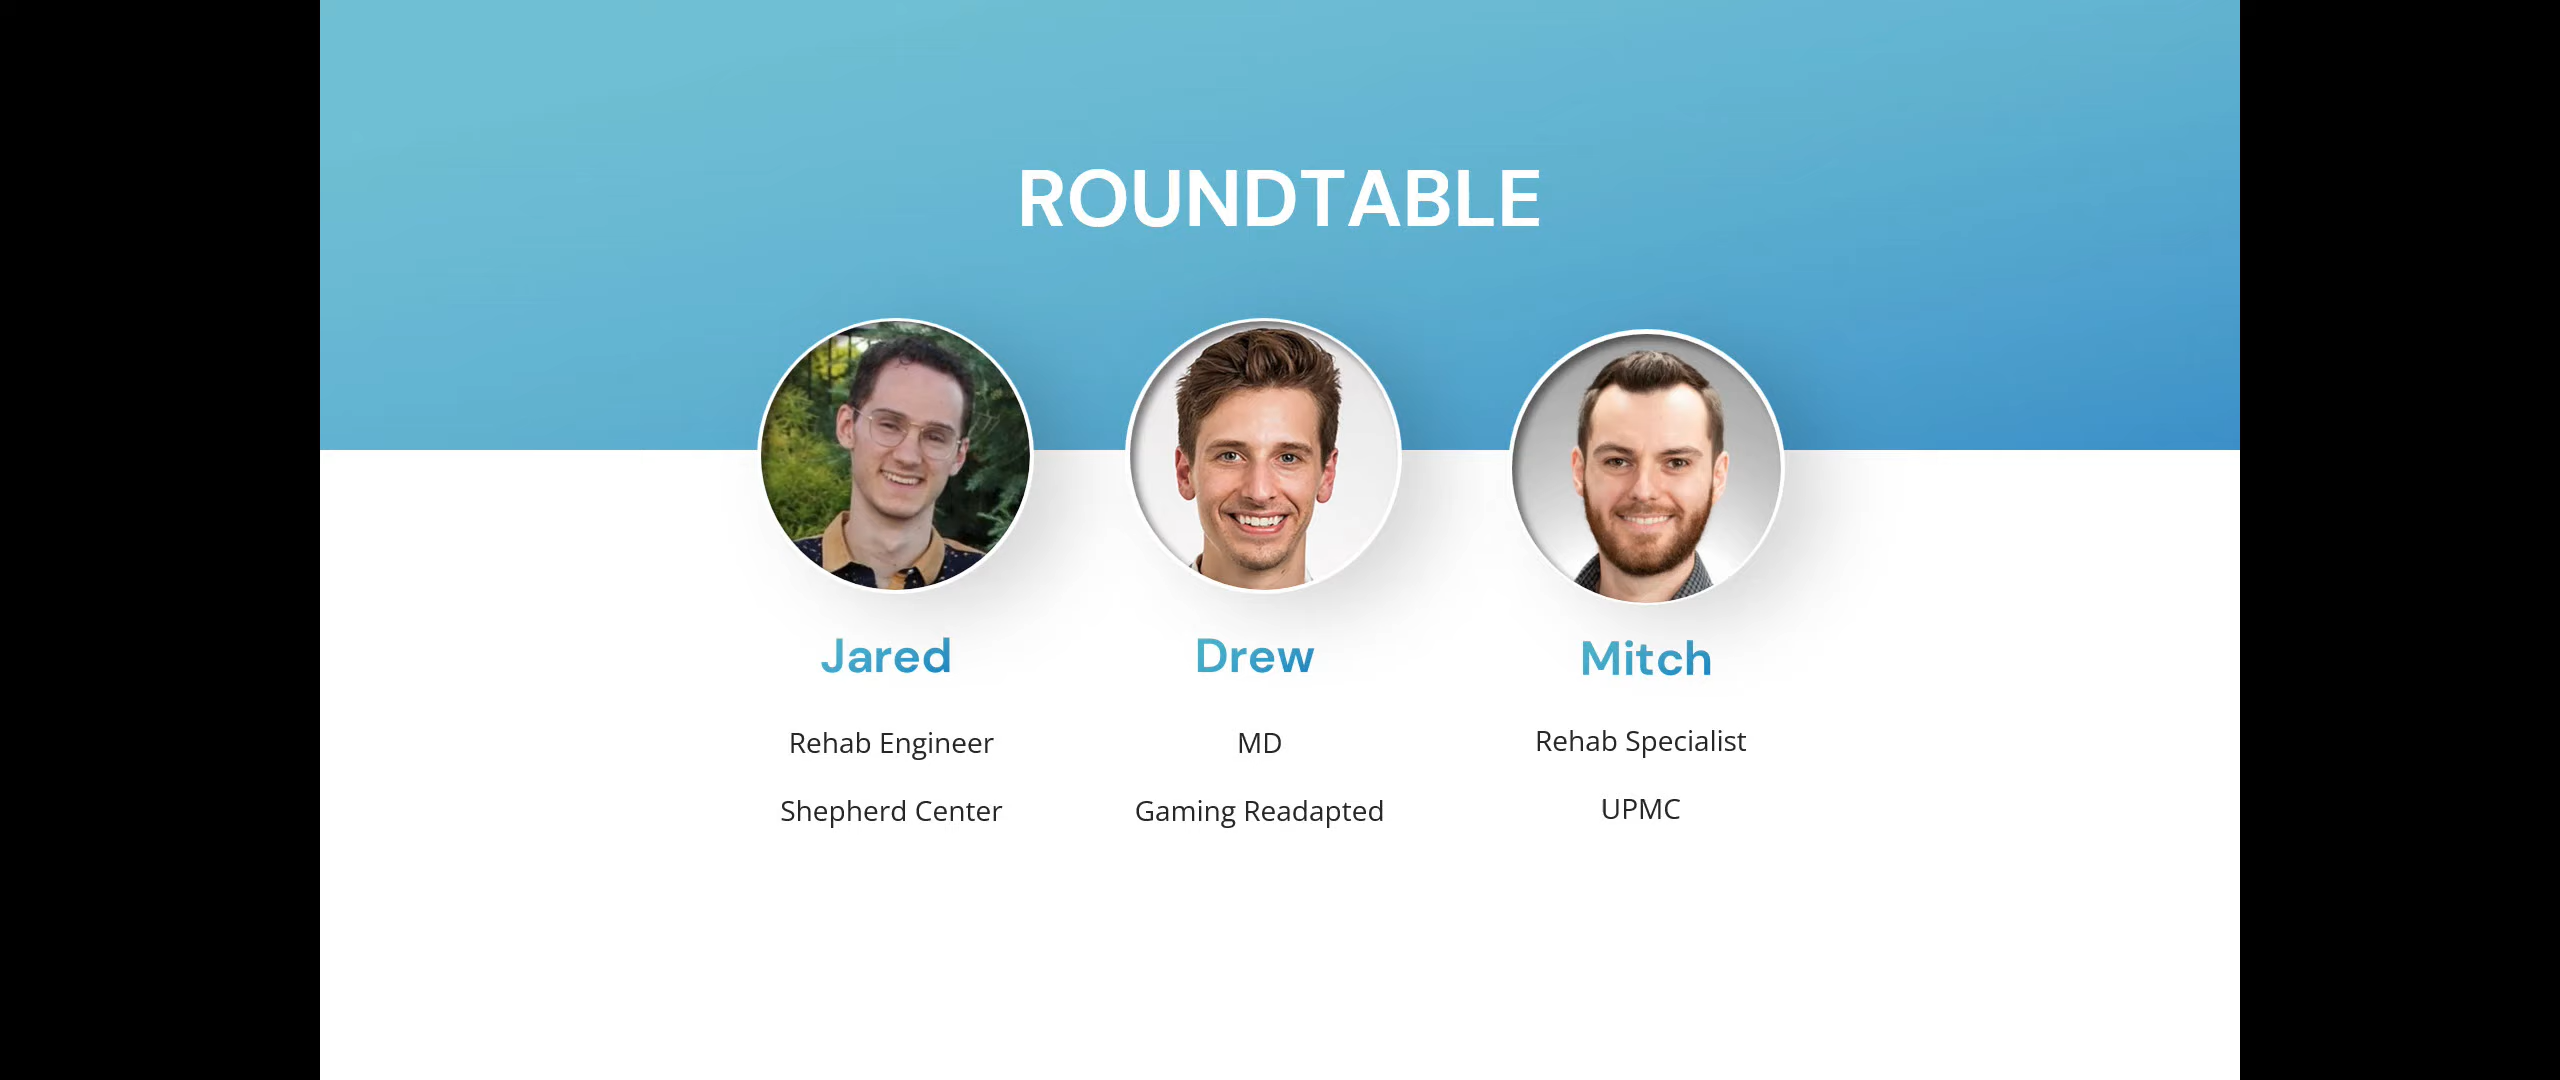 ROUNDTABLE
Jared
Drew
Mitch
Rehab Engineer
MD
Rehab Specialist
Shepherd Center
Gaming Readapted
UPMC